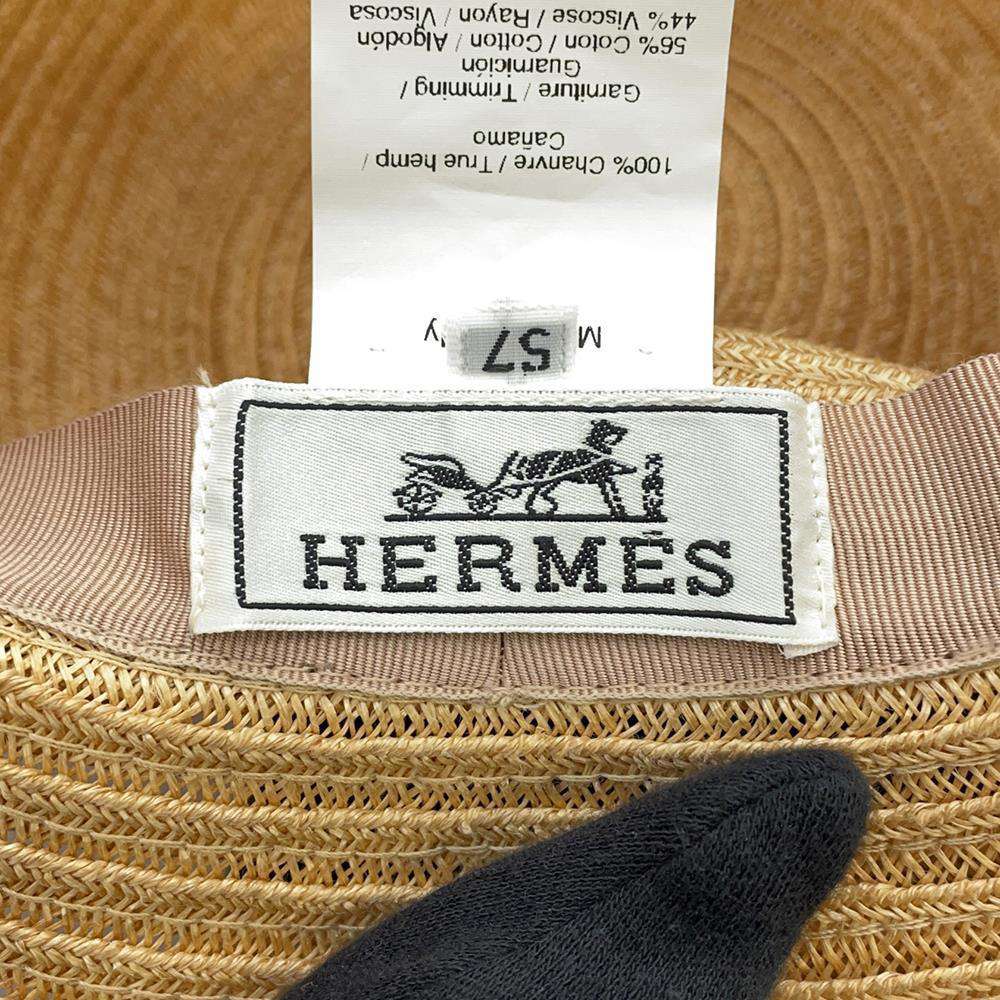 100% Chanvre / True hemp /
Cañamo
Garniture / Trimming /
Guarnición
56% Coton / Cotton / Algodón
44% Viscose / Rayon / Viscosa
57
HERMÈS